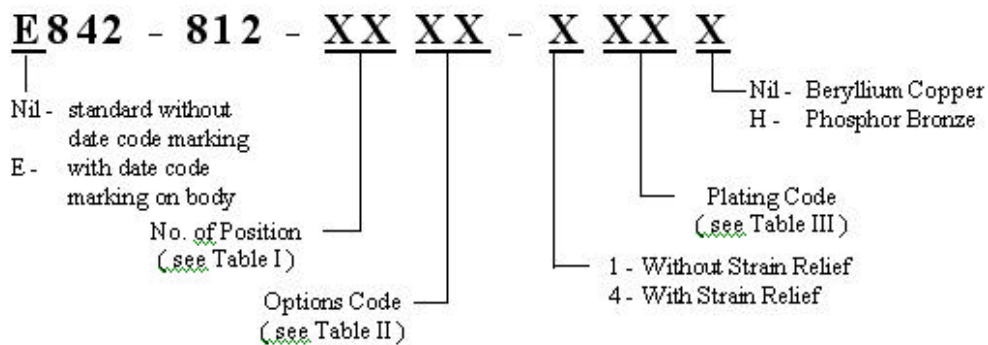 E842 - 812 - XX XX - X XX X
Nil - standard without
date code marking
E - with date code
marking on body
Nil - Beryllium Copper
H - Phosphor Bronze
No. of Position
( see Table I )
Plating Code
( see Table III )
Options Code
( see Table II )
1 - Without Strain Relief
4 - With Strain Relief